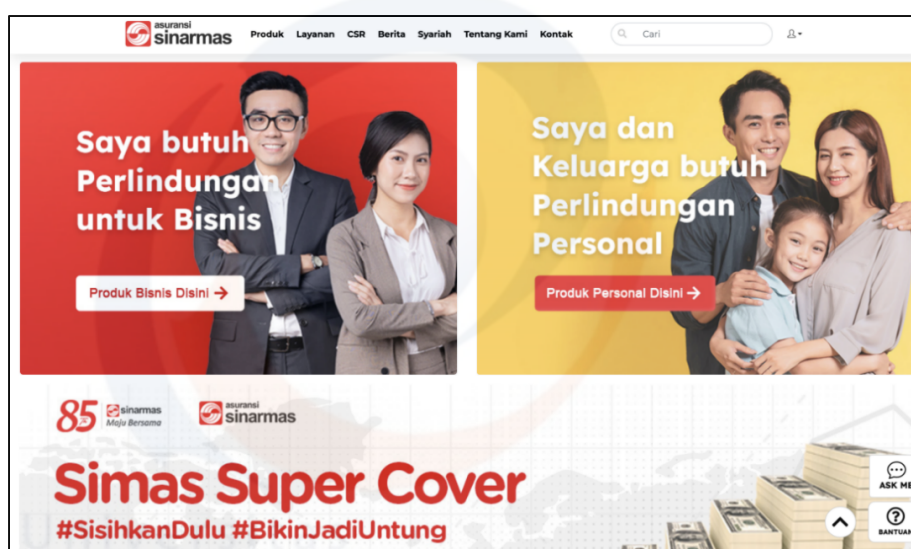 asuransi
sinarmas
Produk Layanan CSR Berita Syariah Tentang Kami Kontak
Cari
Saya butuh
Perlindungan
untuk Bisnis
Produk Bisnis Disini →
Saya dan
Keluarga butuh
Perlindungan
Personal
Produk Personal Disini →
85 sinarmas
Maju Bersama
asuransi
sinarmas
Simas Super Cover
#SisihkanDulu #BikinJadiUntung
ASK ME
BANTUAN